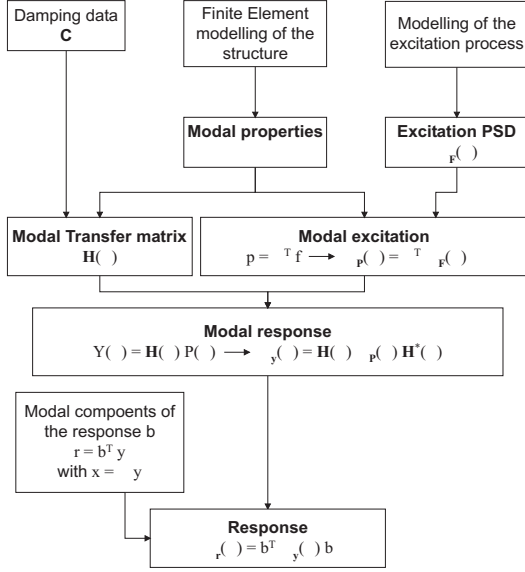 Damping data
C
Finite Element
modelling of the
structure
Modelling of the
excitation process
Modal properties
Excitation PSD
F( )
Modal Transfer matrix
H( )
Modal excitation
p = T f → P( ) = T F( )
Modal response
Y( ) = H( ) P( ) → y( ) = H( ) P( ) H*( )
Modal compoents of
the response b
r = bT y
with x = y
Response
r( ) = bT y( ) b